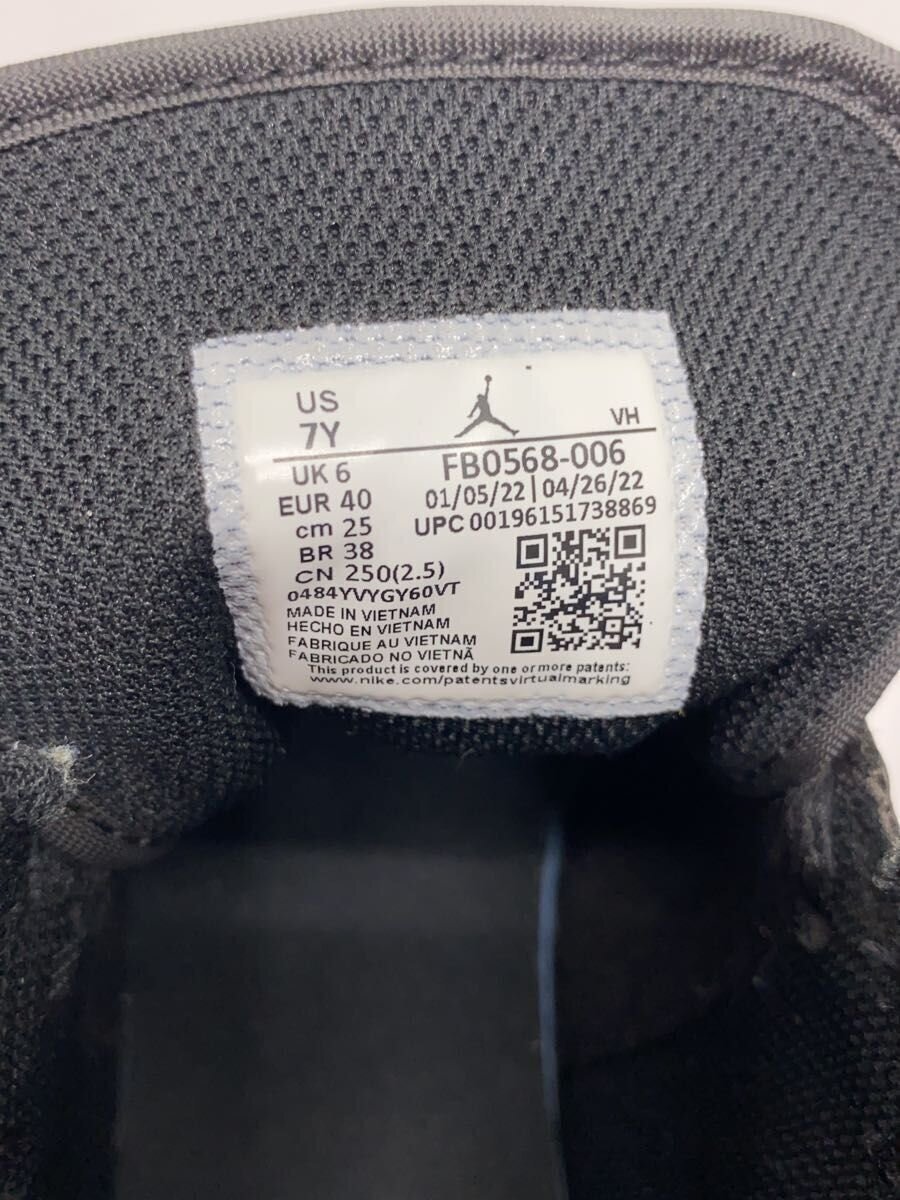 US
7Y
VH
UK 6
FB0568-006
EUR 40
01/05/22 | 04/26/22
cm 25
UPC 00196151738869
BR 38
CN 250(2.5)
o484YVYGY60VT
MADE IN VIETNAM
HECHO EN VIETNAM
FABRIQUE AU VIETNAM
FABRICADO NO VIETNÃ
This product is covered by one or more patents:
www.nike.com/patentsvirtualmarking